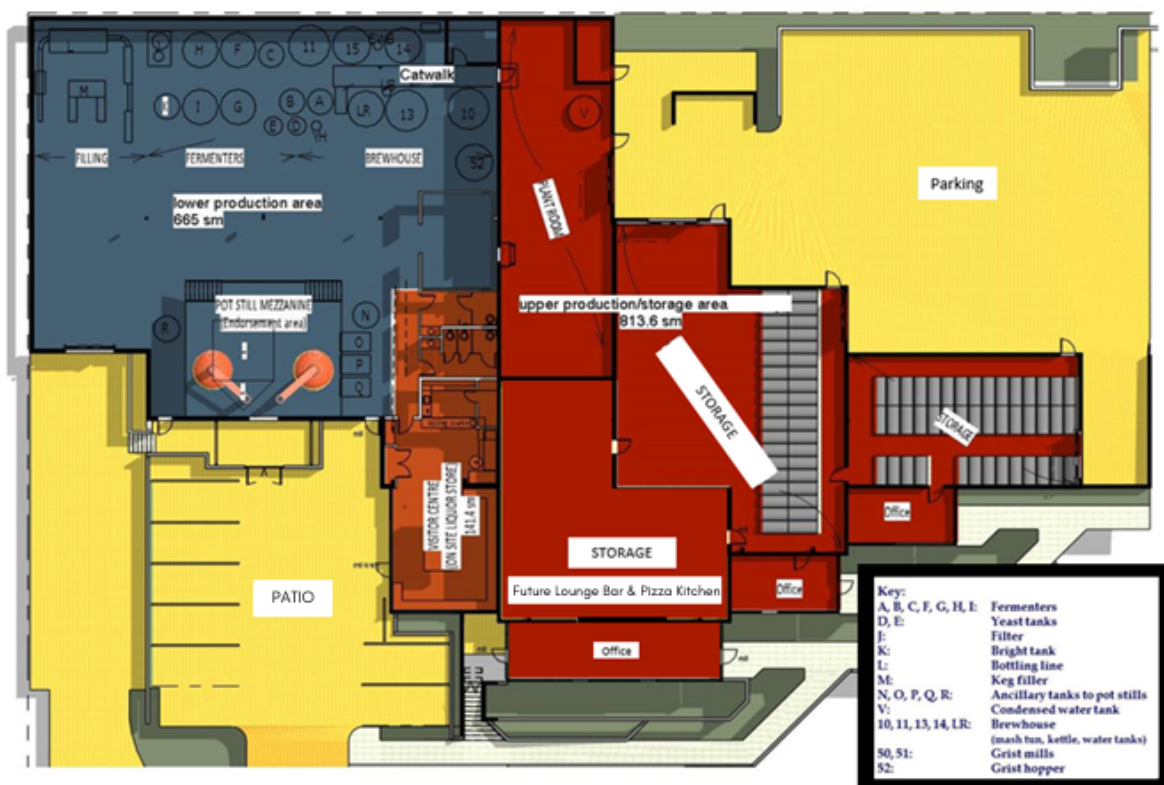 L
H
F
C
11
15
14
Catwalk
M
K
I
G
B
A
LR
13
10
E
D
YH
V
52
FILLING
FERMENTERS
BREWHOUSE
Parking
lower production area
665 sm
PLANT ROOM
POT STILL MEZZANINE
(Endorsement area)
R
N
O
P
Q
upper production/storage area
813.6 sm
STORAGE
STORAGE
VISITOR CENTRE
(ON SITE LIQUOR STORE)
141.4 sm
Office
STORAGE
Future Lounge Bar & Pizza Kitchen
Office
PATIO
Office
Key:
A, B, C, F, G, H, I: Fermenters
D, E: Yeast tanks
J: Filter
K: Bright tank
L: Bottling line
M: Keg filler
N, O, P, Q, R: Ancillary tanks to pot stills
V: Condensed water tank
10, 11, 13, 14, LR: Brewhouse
(mash tun, kettle, water tanks)
50, 51: Grist mills
52: Grist hopper